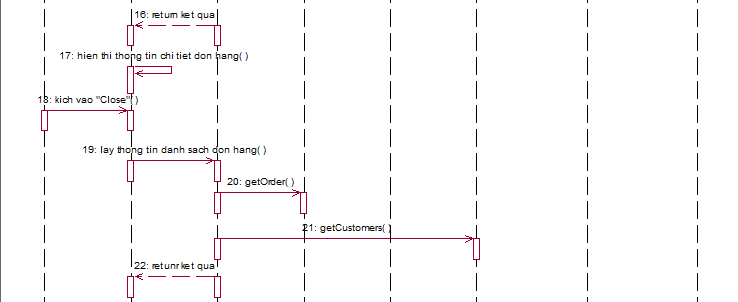 16: return ket qua
17: hien thi thong tin chi tiet don hang( )
18: kich vao "Close"( )
19: lay thong tin danh sach don hang( )
20: getOrder( )
21: getCustomers( )
22: retunr ket qua